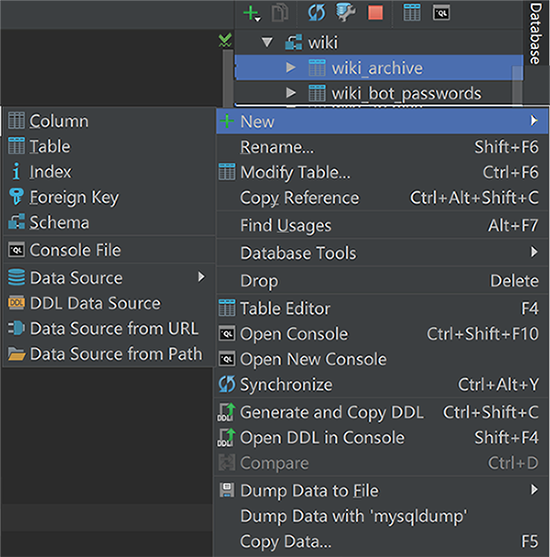 Database
wiki
wiki_archive
wiki_bot_passwords
New
Rename... Shift+F6
Modify Table... Ctrl+F6
Copy Reference Ctrl+Alt+Shift+C
Find Usages Alt+F7
Database Tools
Drop Delete
Table Editor F4
Open Console Ctrl+Shift+F10
Open New Console
Synchronize Ctrl+Alt+Y
Generate and Copy DDL Ctrl+Shift+C
Open DDL in Console Shift+F4
Compare Ctrl+D
Dump Data to File
Dump Data with 'mysqldump'
Copy Data... F5
Column
Table
Index
Foreign Key
Schema
Console File
Data Source
DDL Data Source
Data Source from URL
Data Source from Path